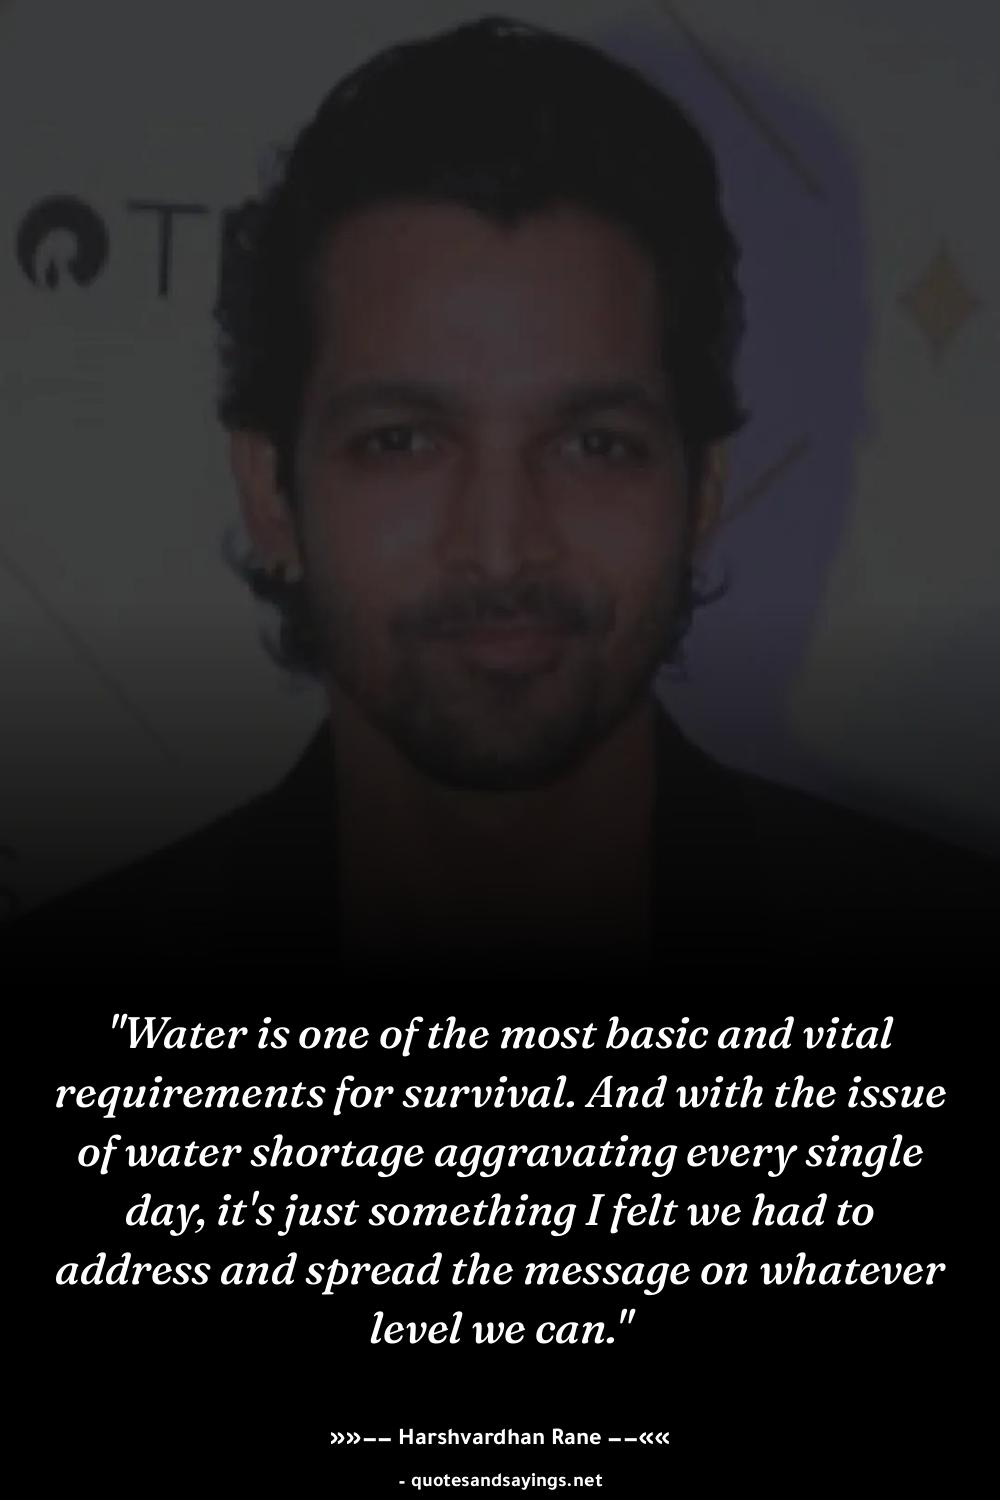 T
"Water is one of the most basic and vital
requirements for survival. And with the issue
of water shortage aggravating every single
day, it's just something I felt we had to
address and spread the message on whatever
level we can."
»»−− Harshvardhan Rane −−««
- quotesandsayings.net